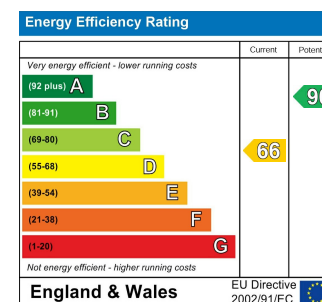 Energy Efficiency Rating
Current
Very energy efficient - lower running costs
(92 plus) A
(81-91) B
(69-80) C
(55-68) D
(39-54) E
(21-38) F
(1-20) G
66
Not energy efficient - higher running costs
England & Wales
EU Directive
2002/91/EC